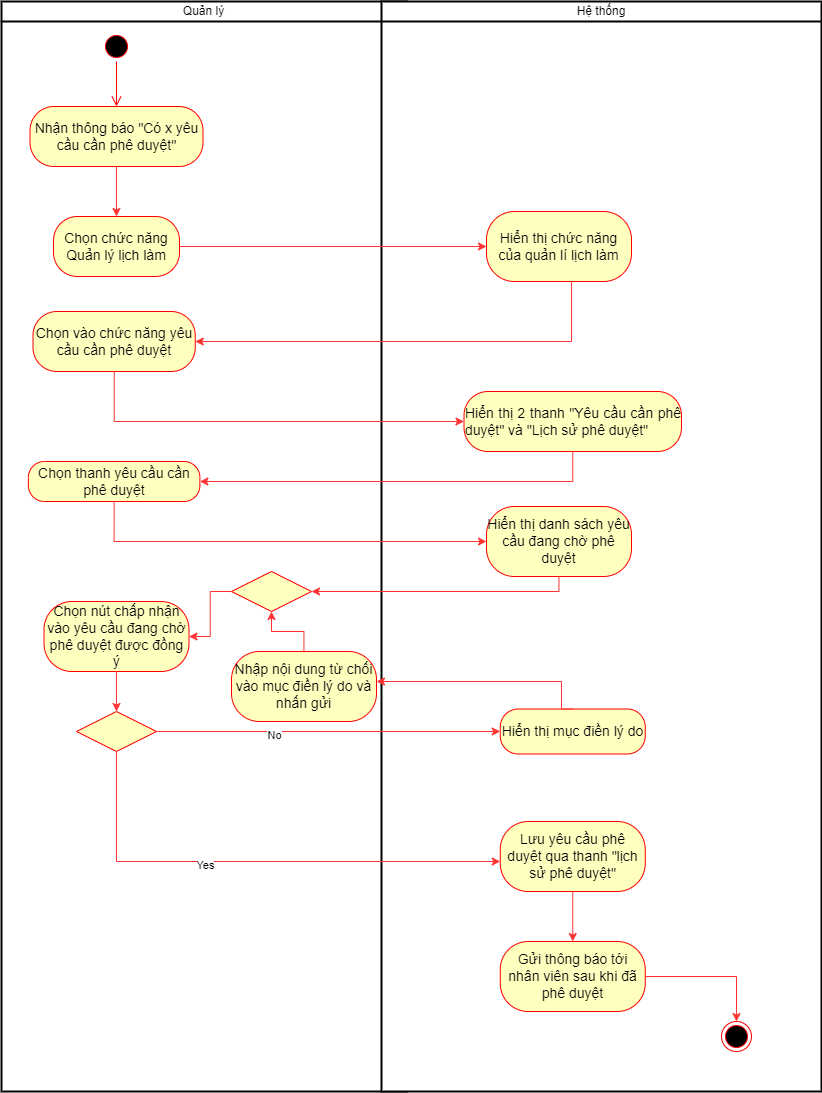 Quản lý
Hệ thống
Nhận thông báo "Có x yêu
cầu cần phê duyệt"
Chọn chức năng
Quản lý lịch làm
Hiển thị chức năng
của quản lí lịch làm
Chọn vào chức năng yêu
cầu cần phê duyệt
Hiển thị 2 thanh "Yêu cầu cần phê
duyệt" và "Lịch sử phê duyệt"
Chọn thanh yêu cầu cần
phê duyệt
Hiển thị danh sách yêu
cầu đang chờ phê
duyệt
Chọn nút chấp nhận
vào yêu cầu đang chờ
phê duyệt được đồng
ý
Nhập nội dung từ chối
vào mục điền lý do và
nhấn gửi
No
Hiển thị mục điền lý do
Yes
Lưu yêu cầu phê
duyệt qua thanh "lịch
sử phê duyệt"
Gửi thông báo tới
nhân viên sau khi đã
phê duyệt